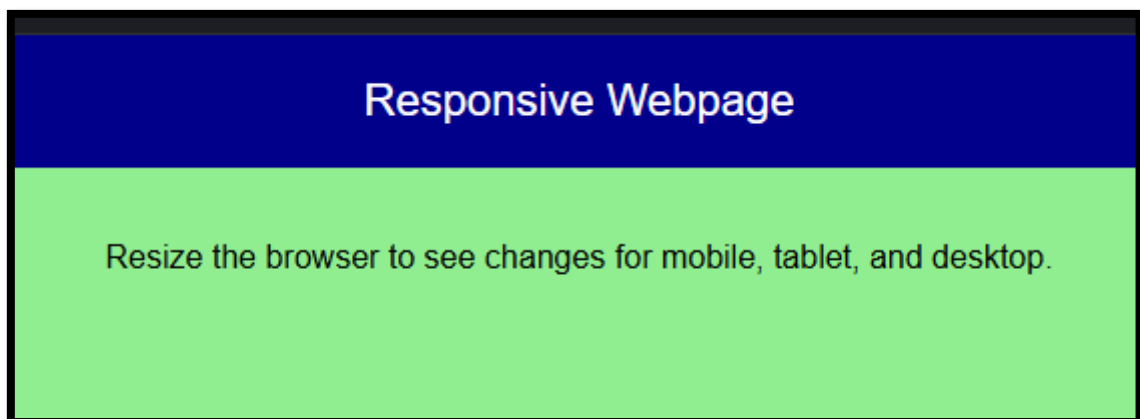 Responsive Webpage
Resize the browser to see changes for mobile, tablet, and desktop.